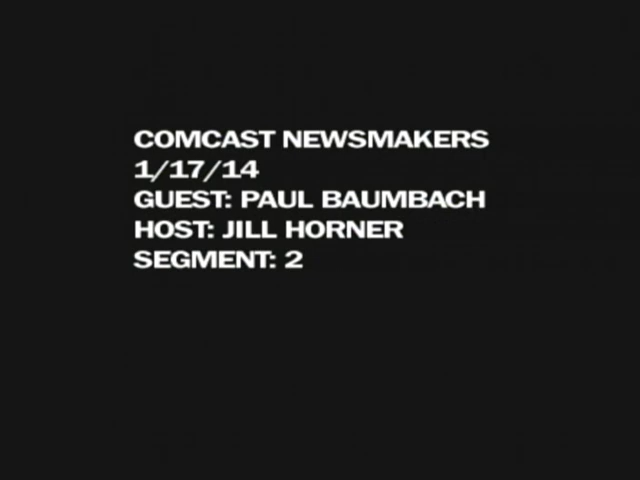 COMCAST NEWSMAKERS
1/17/14
GUEST: PAUL BAUMBACH
HOST: JILL HORNER
SEGMENT: 2